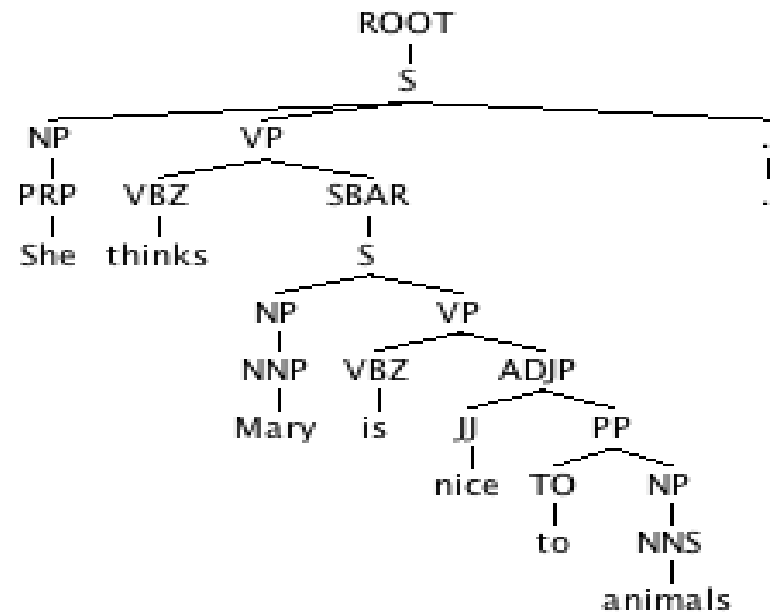 ROOT
S
NP VP .
PRP VBZ SBAR .
She thinks S
NP VP
NNP VBZ ADJP
Mary is JJ PP
nice TO NP
to NNS
animals